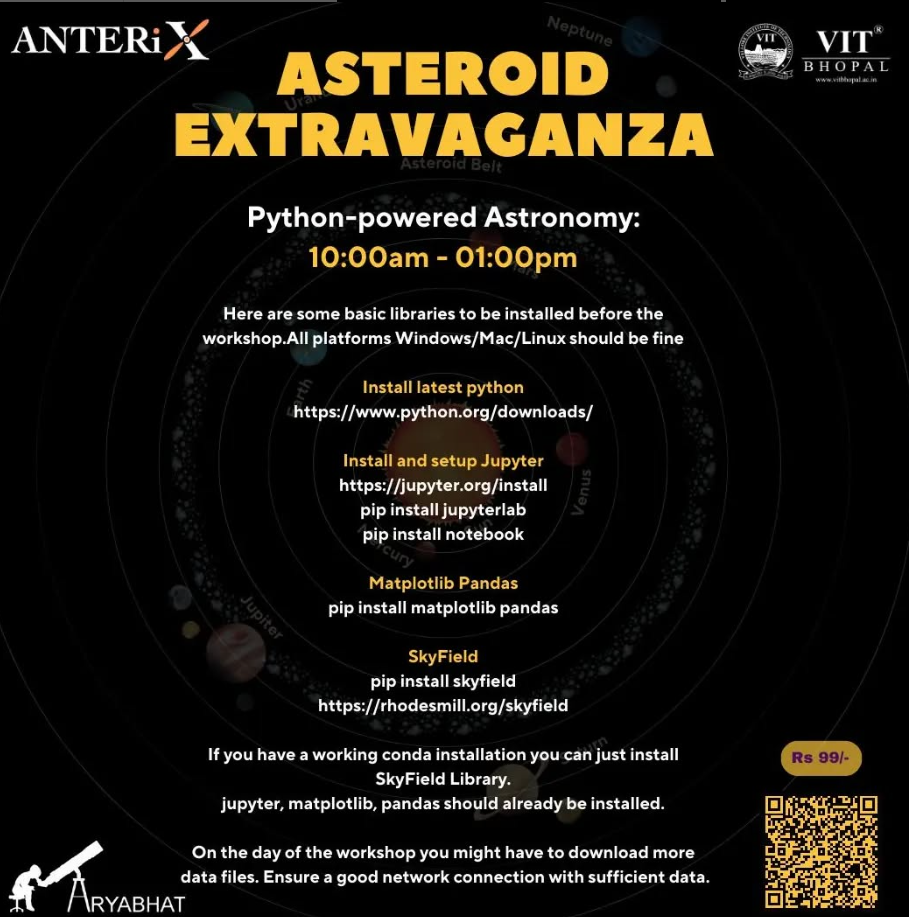 ANTERiX
VIT®
BHOPAL
www.vitbhopal.ac.in
VIT
Neptune
ASTEROID
Uranus
EXTRAVAGANZA
Asteroid Belt
Python-powered Astronomy:
10:00am - 01:00pm
Mars
Here are some basic libraries to be installed before the
workshop.All platforms Windows/Mac/Linux should be fine
Earth
Install latest python
https://www.python.org/downloads/
Install and setup Jupyter
https://jupyter.org/install
Venus
pip install jupyterlab
Sun
pip install notebook
Mercury
Matplotlib Pandas
pip install matplotlib pandas
Jupiter
SkyField
pip install skyfield
https://rhodesmill.org/skyfield
Saturn
If you have a working conda installation you can just install
SkyField Library.
jupyter, matplotlib, pandas should already be installed.
Rs 99/-
On the day of the workshop you might have to download more
data files. Ensure a good network connection with sufficient data.
ARYABHAT